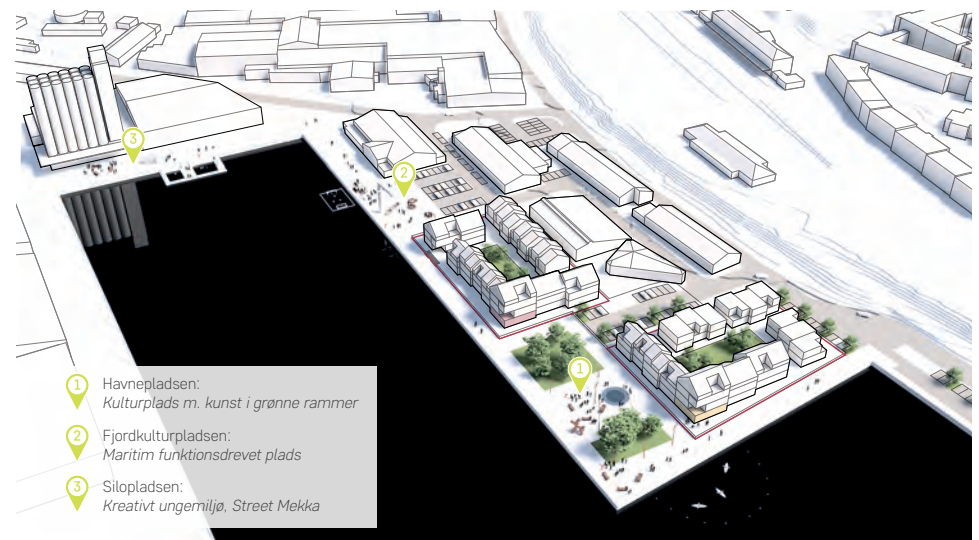 3
2
1
1 Havnepladsen:
Kulturplads m. kunst i grønne rammer
2 Fjordkulturpladsen:
Maritim funktionsdrevet plads
3 Silopladsen:
Kreativt ungemiljø, Street Mekka